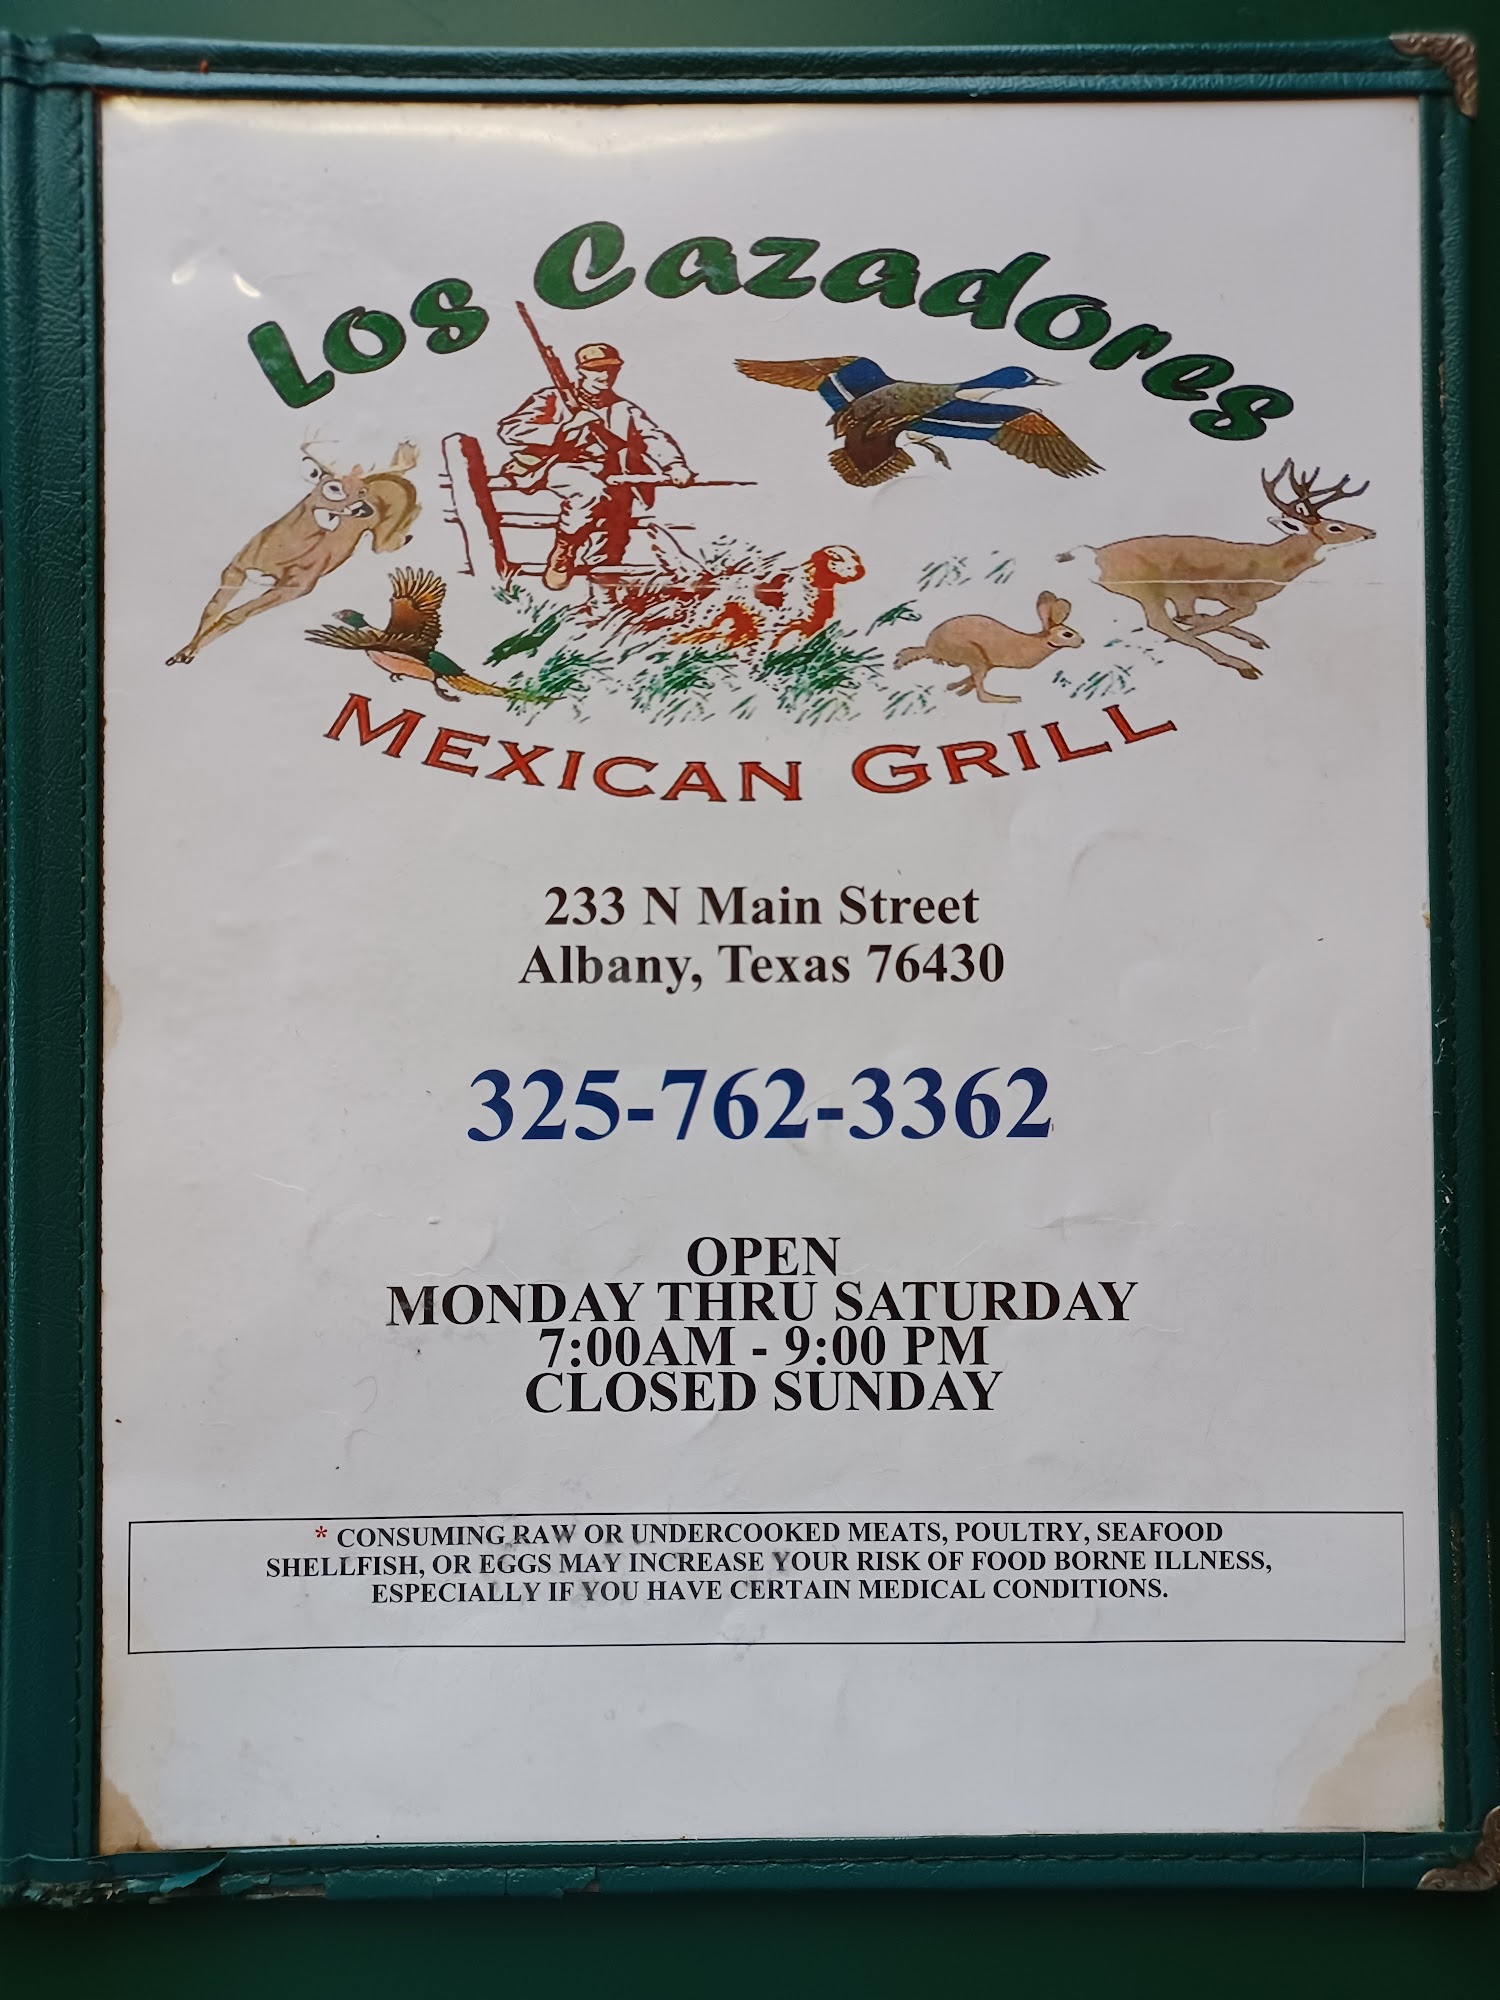 Los Cazadores
MEXICAN GRILL
233 N Main Street
Albany, Texas 76430
325-762-3362
OPEN
MONDAY THRU SATURDAY
7:00AM - 9:00 PM
CLOSED SUNDAY
* CONSUMING RAW OR UNDERCOOKED MEATS, POULTRY, SEAFOOD
SHELLFISH, OR EGGS MAY INCREASE YOUR RISK OF FOOD BORNE ILLNESS,
ESPECIALLY IF YOU HAVE CERTAIN MEDICAL CONDITIONS.